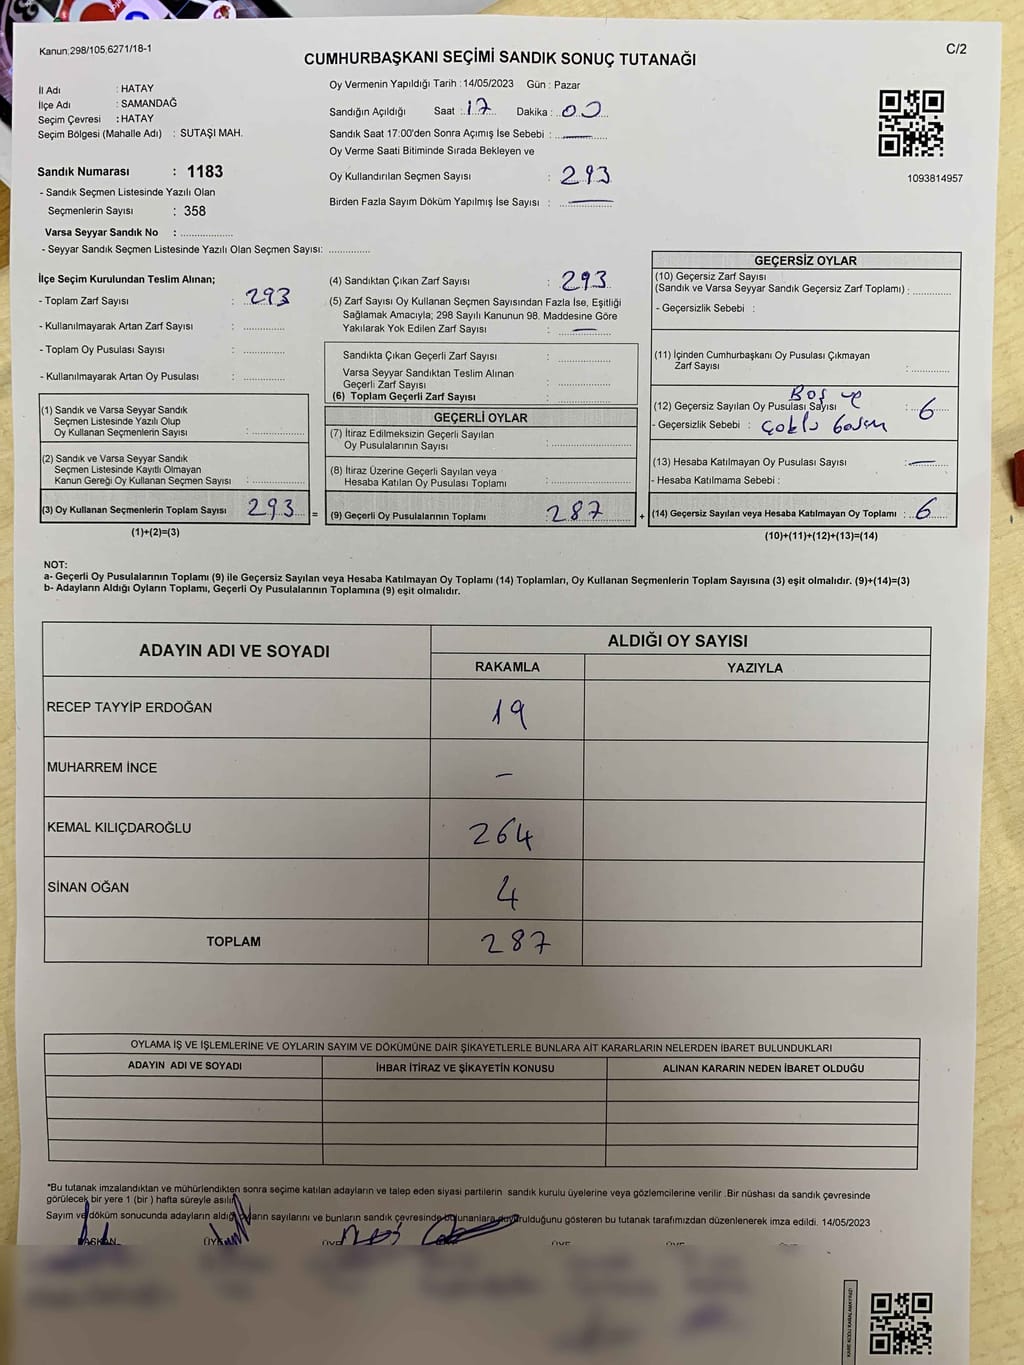 Kanun:298/105,6271/18-1
C/2
CUMHURBAŞKANI SEÇİMİ SANDIK SONUÇ TUTANAĞI
İl Adı : HATAY
İlçe Adı : SAMANDAĞ
Seçim Çevresi : HATAY
Seçim Bölgesi (Mahalle Adı) : SUTAŞI MAH.
Sandık Numarası : 1183
- Sandık Seçmen Listesinde Yazılı Olan
Seçmenlerin Sayısı : 358
Varsa Seyyar Sandık No : ..................
- Seyyar Sandık Seçmen Listesinde Yazılı Olan Seçmen Sayısı: ..............
Oy Vermenin Yapıldığı Tarih : 14/05/2023 Gün : Pazar
Sandığın Açıldığı Saat : 17 Dakika : 00
Sandık Saat 17:00'den Sonra Açımış İse Sebebi : —
Oy Verme Saati Bitiminde Sırada Bekleyen ve
Oy Kullandırılan Seçmen Sayısı : 293
Birden Fazla Sayım Döküm Yapılmış İse Sayısı : —
1093814957
İlçe Seçim Kurulundan Teslim Alınan;
- Toplam Zarf Sayısı : 293
- Kullanılmayarak Artan Zarf Sayısı : ..............
- Toplam Oy Pusulası Sayısı : ..............
- Kullanılmayarak Artan Oy Pusulası : ..............
(1) Sandık ve Varsa Seyyar Sandık
Seçmen Listesinde Yazılı Olup
Oy Kullanan Seçmenlerin Sayısı : ..............
(2) Sandık ve Varsa Seyyar Sandık
Seçmen Listesinde Kayıtlı Olmayan
Kanun Gereği Oy Kullanan Seçmen Sayısı : ..............
(3) Oy Kullanan Seçmenlerin Toplam Sayısı 293 =
(1)+(2)=(3)
(4) Sandıktan Çıkan Zarf Sayısı : 293
(5) Zarf Sayısı Oy Kullanan Seçmen Sayısından Fazla İse, Eşitliği
Sağlamak Amacıyla; 298 Sayılı Kanunun 98. Maddesine Göre
Yakılarak Yok Edilen Zarf Sayısı : —
Sandıkta Çıkan Geçerli Zarf Sayısı : ..............
Varsa Seyyar Sandıktan Teslim Alınan
Geçerli Zarf Sayısı : ..............
(6) Toplam Geçerli Zarf Sayısı : ..............
GEÇERLİ OYLAR
(7) İtiraz Edilmeksizin Geçerli Sayılan
Oy Pusulalarının Sayısı : ..............
(8) İtiraz Üzerine Geçerli Sayılan veya
Hesaba Katılan Oy Pusulası Toplamı : ..............
(9) Geçerli Oy Pusulalarının Toplamı : 287 +
GEÇERSİZ OYLAR
(10) Geçersiz Zarf Sayısı
(Sandık ve Varsa Seyyar Sandık Geçersiz Zarf Toplamı) : ..............
- Geçersizlik Sebebi :
(11) İçinden Cumhurbaşkanı Oy Pusulası Çıkmayan
Zarf Sayısı : ..............
Boş ve
(12) Geçersiz Sayılan Oy Pusulası Sayısı : 6
- Geçersizlik Sebebi : çoklu basım
(13) Hesaba Katılmayan Oy Pusulası Sayısı : —
- Hesaba Katılmama Sebebi :
(14) Geçersiz Sayılan veya Hesaba Katılmayan Oy Toplamı : 6
(10)+(11)+(12)+(13)=(14)
NOT:
a- Geçerli Oy Pusulalarının Toplamı (9) ile Geçersiz Sayılan veya Hesaba Katılmayan Oy Toplamı (14) Toplamları, Oy Kullanan Seçmenlerin Toplam Sayısına (3) eşit olmalıdır. (9)+(14)=(3)
b- Adayların Aldığı Oyların Toplamı, Geçerli Oy Pusulalarının Toplamına (9) eşit olmalıdır.
ADAYIN ADI VE SOYADI ALDIĞI OY SAYISI
RAKAMLA YAZIYLA
RECEP TAYYİP ERDOĞAN 19
MUHARREM İNCE -
KEMAL KILIÇDAROĞLU 264
SİNAN OĞAN 4
TOPLAM 287
OYLAMA İŞ VE İŞLEMLERİNE VE OYLARIN SAYIM VE DÖKÜMÜNE DAİR ŞİKAYETLERLE BUNLARA AİT KARARLARIN NELERDEN İBARET BULUNDUKLARI
ADAYIN ADI VE SOYADI İHBAR İTİRAZ VE ŞİKAYETİN KONUSU ALINAN KARARIN NEDEN İBARET OLDUĞU
*Bu tutanak imzalandıktan ve mühürlendikten sonra seçime katılan adayların ve talep eden siyasi partilerin sandık kurulu üyelerine veya gözlemcilerine verilir .Bir nüshası da sandık çevresinde
görülecek bir yere 1 (bir ) hafta süreyle asılır.
Sayım ve döküm sonucunda adayların aldığı oyların sayılarını ve bunların sandık çevresinde bulunanlara duyurulduğunu gösteren bu tutanak tarafımızdan düzenlenerek imza edildi. 14/05/2023
BAŞKAN ÜYE ÜYE ÜYE ÜYE